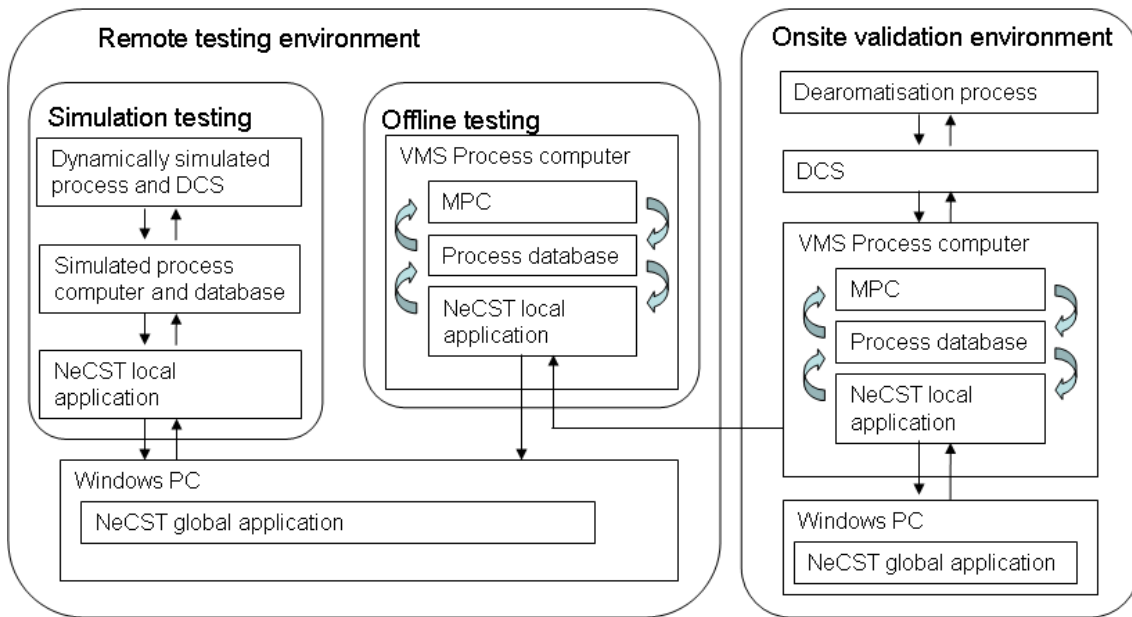 Remote testing environment
Simulation testing
Dynamically simulated
process and DCS
Simulated process
computer and database
NeCST local
application
Offline testing
VMS Process computer
MPC
Process database
NeCST local
application
Windows PC
NeCST global application
Onsite validation environment
Dearomatisation process
DCS
VMS Process computer
MPC
Process database
NeCST local
application
Windows PC
NeCST global application